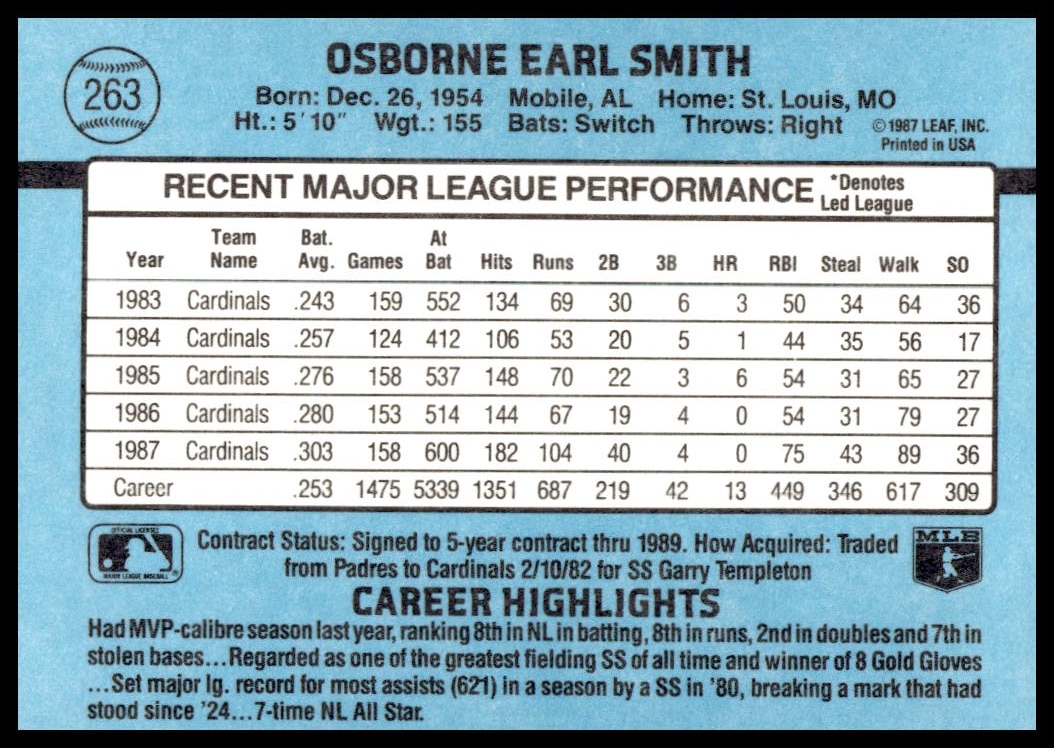 263
OSBORNE EARL SMITH
Born: Dec. 26, 1954 Mobile, AL Home: St. Louis, MO
Ht.: 5'10" Wgt.: 155 Bats: Switch Throws: Right ©1987 LEAF, INC.
Printed in USA
RECENT MAJOR LEAGUE PERFORMANCE *Denotes
Led League
Team Bat. At
Year Name Avg. Games Bat Hits Runs 2B 3B HR RBI Steal Walk SO
1983 Cardinals .243 159 552 134 69 30 6 3 50 34 64 36
1984 Cardinals .257 124 412 106 53 20 5 1 44 35 56 17
1985 Cardinals .276 158 537 148 70 22 3 6 54 31 65 27
1986 Cardinals .280 153 514 144 67 19 4 0 54 31 79 27
1987 Cardinals .303 158 600 182 104 40 4 0 75 43 89 36
Career .253 1475 5339 1351 687 219 42 13 449 346 617 309
OFFICIAL LICENSEE
MAJOR LEAGUE BASEBALL ®
Contract Status: Signed to 5-year contract thru 1989. How Acquired: Traded
from Padres to Cardinals 2/10/82 for SS Garry Templeton
MLB
CAREER HIGHLIGHTS
Had MVP-calibre season last year, ranking 8th in NL in batting, 8th in runs, 2nd in doubles and 7th in
stolen bases...Regarded as one of the greatest fielding SS of all time and winner of 8 Gold Gloves
...Set major lg. record for most assists (621) in a season by a SS in '80, breaking a mark that had
stood since '24...7-time NL All Star.